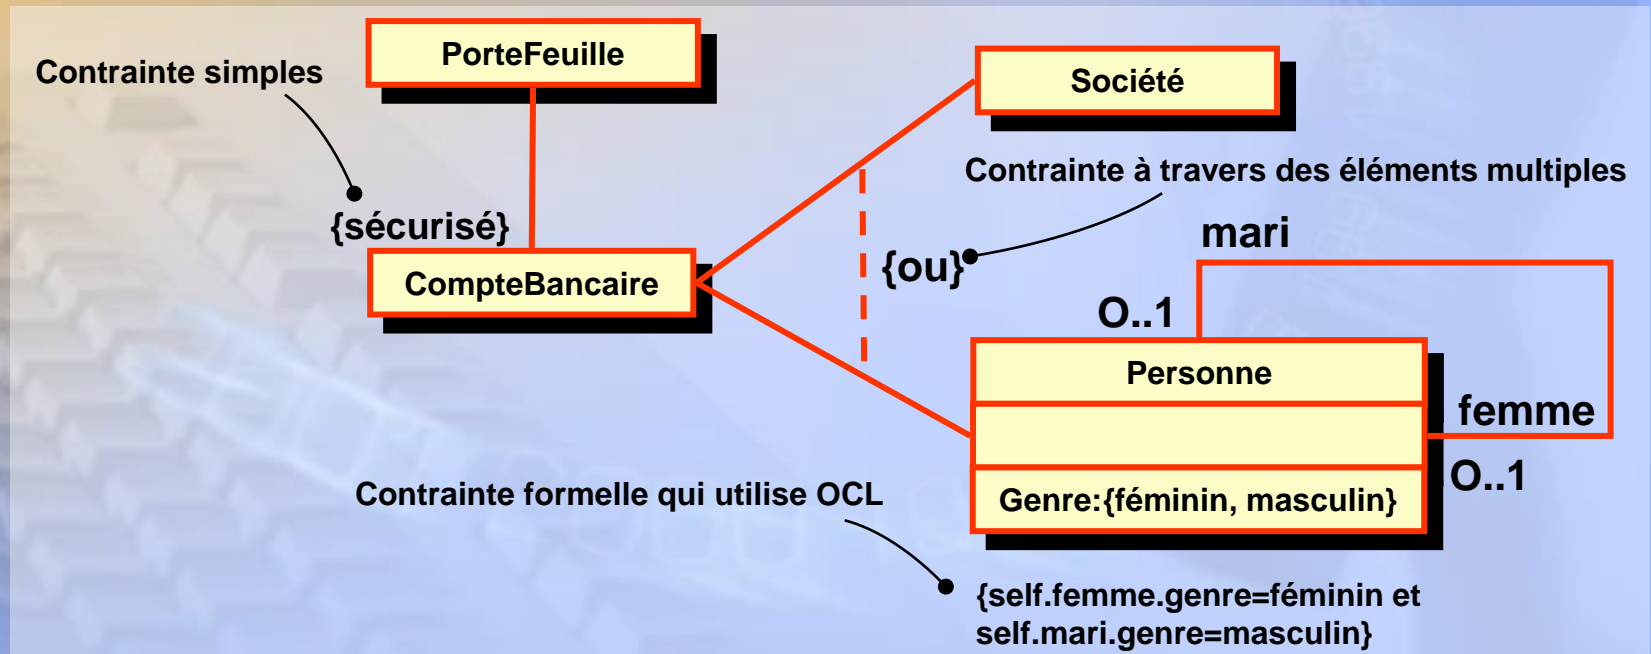 PorteFeuille
Société
Contrainte simples
Contrainte à travers des éléments multiples
{sécurisé}
mari
{ou}
CompteBancaire
O..1
Personne
femme
O..1
Contrainte formelle qui utilise OCL
Genre:{féminin, masculin}
{self.femme.genre=féminin et
self.mari.genre=masculin}